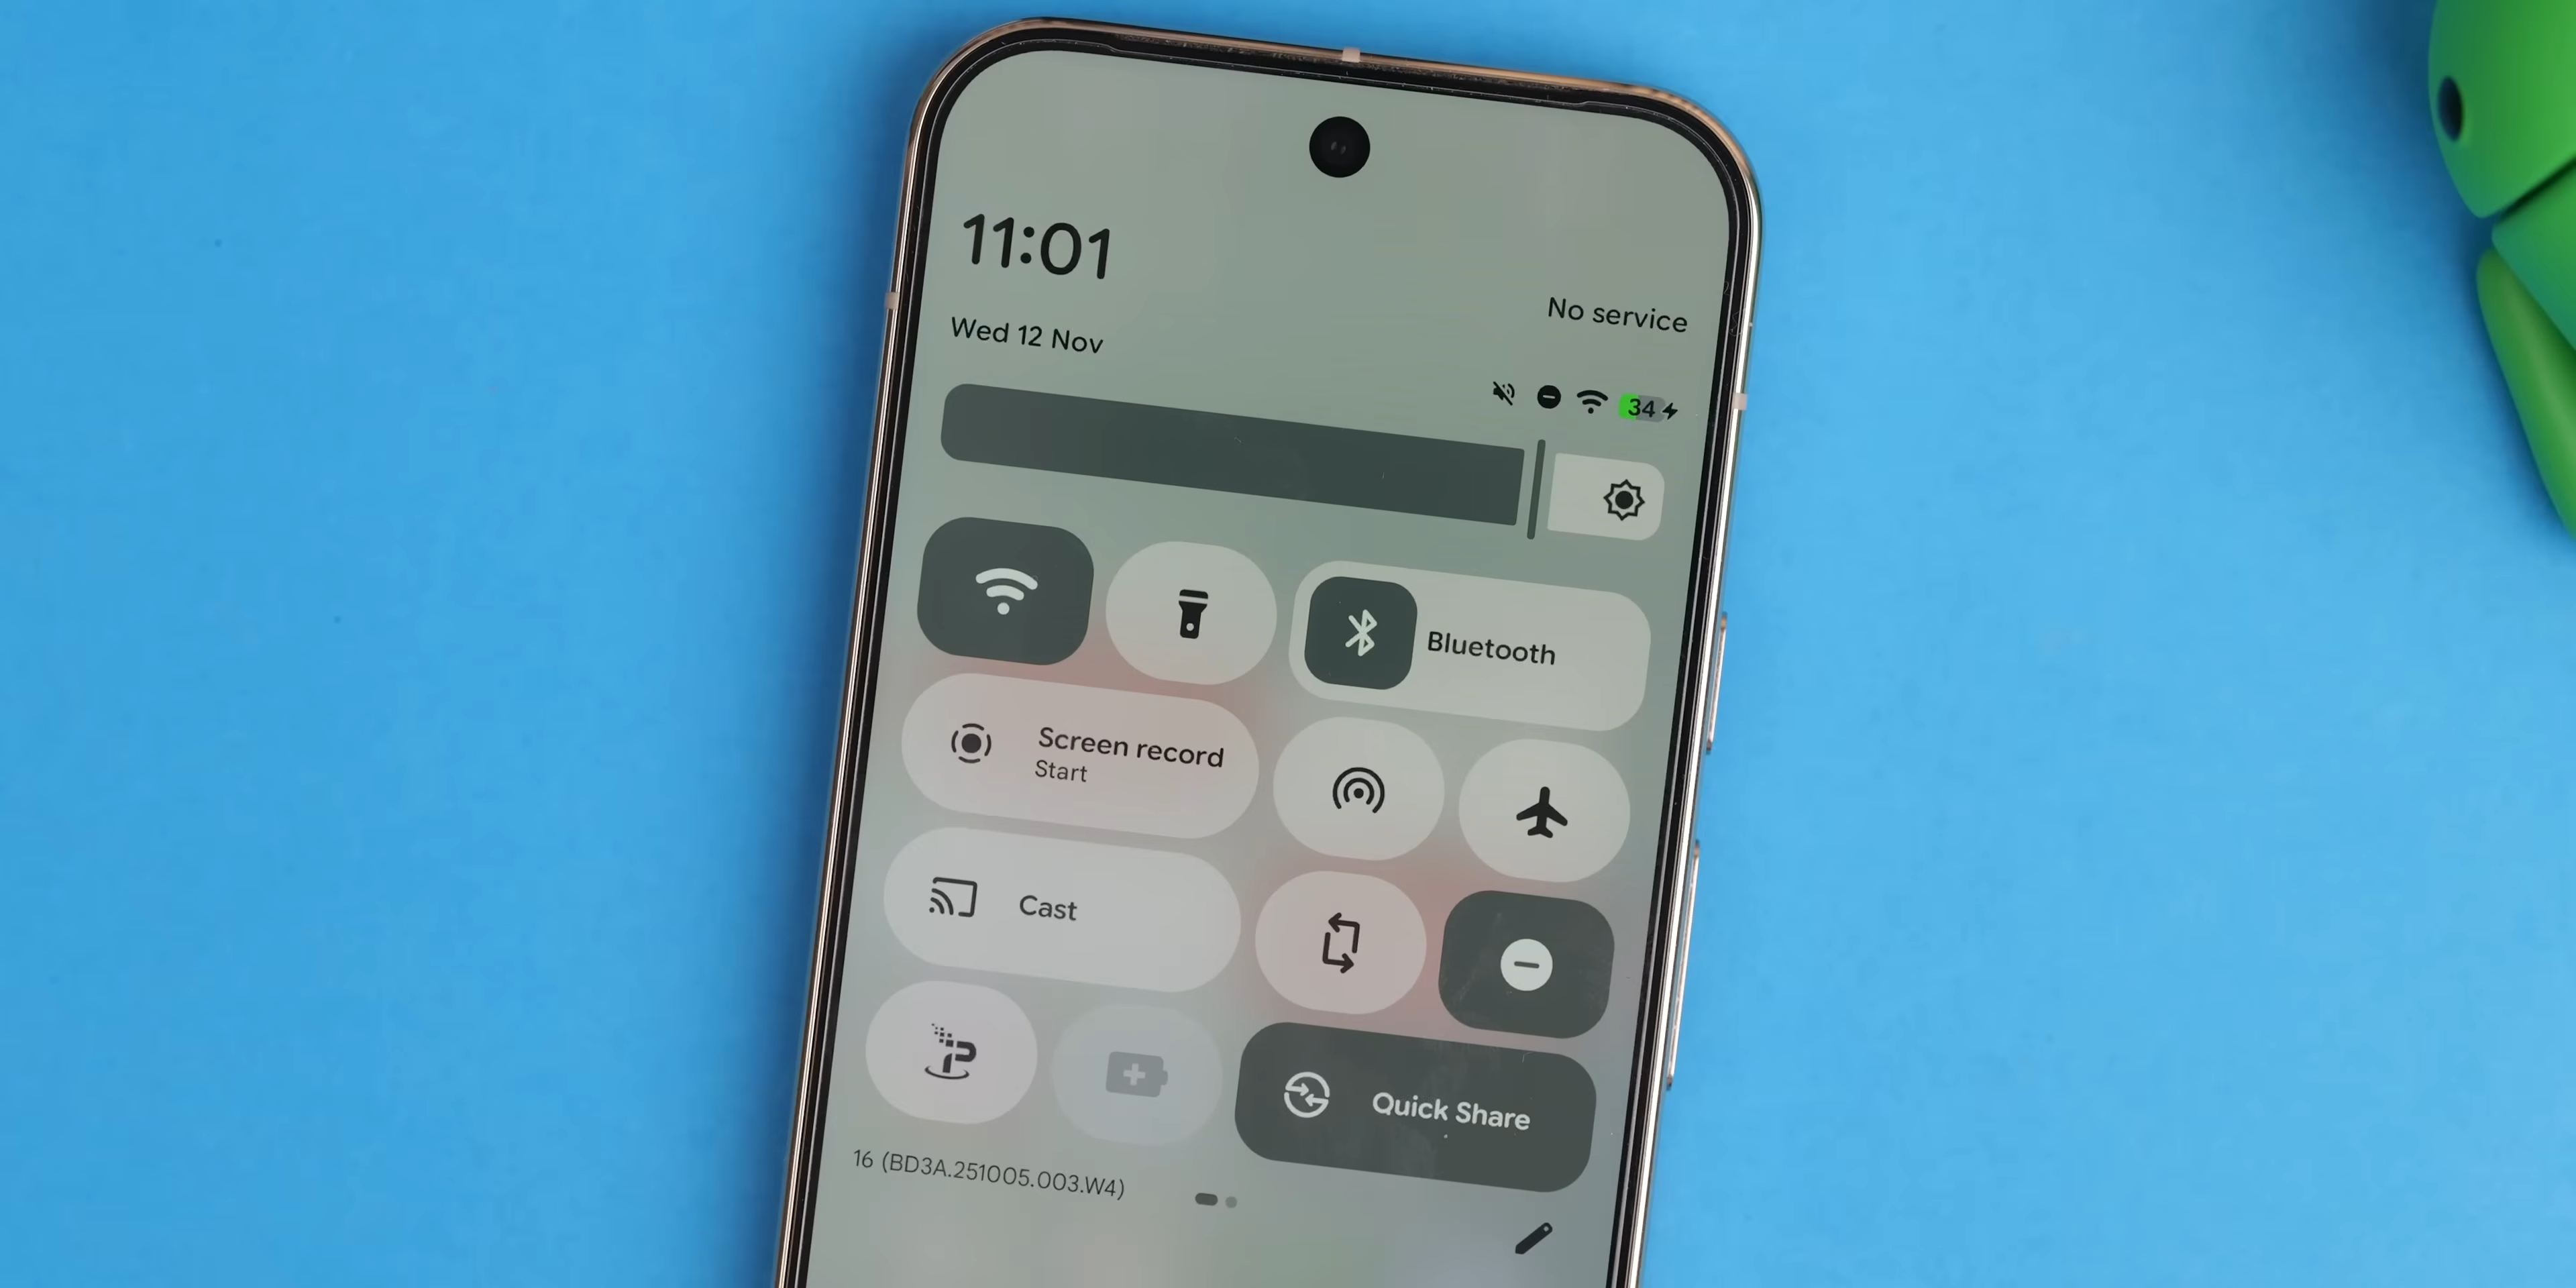 11:01
No service
Wed 12 Nov
34
Bluetooth
Screen record
Start
Cast
Quick Share
16 (BD3A.251005.003.W4)